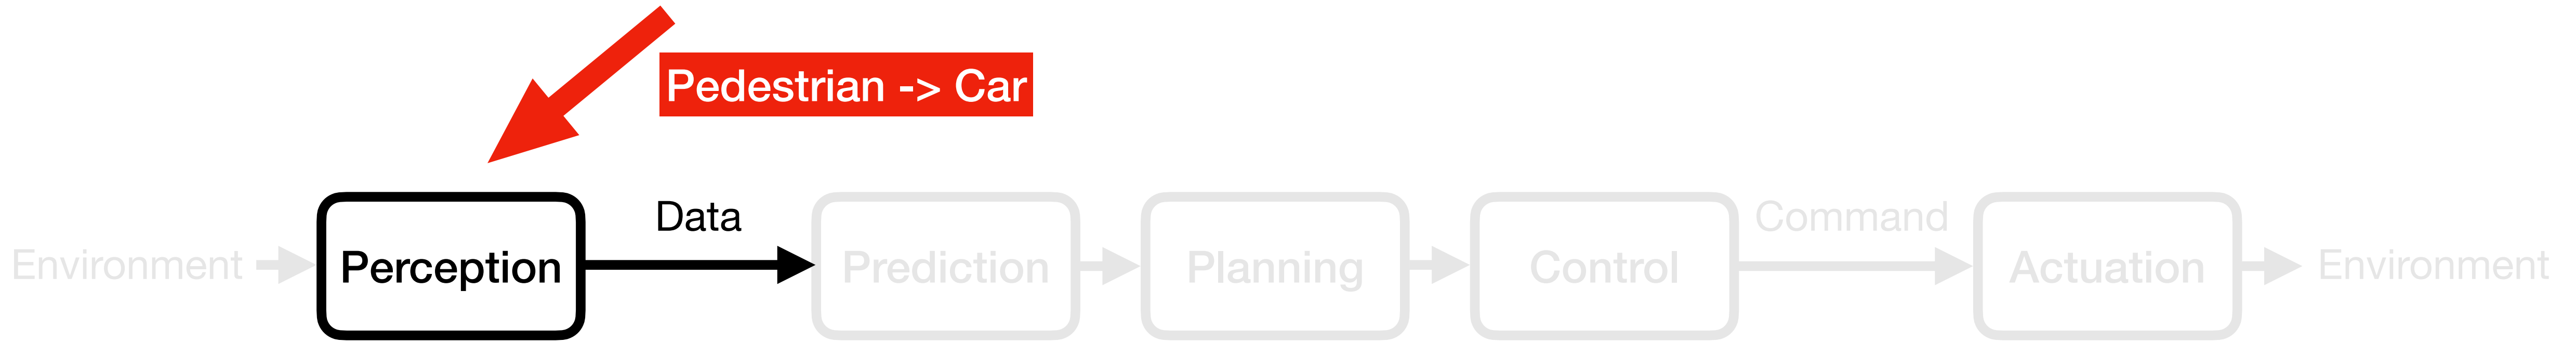 Pedestrian -> Car
Data
Command
Environment
Perception
Prediction
Planning
Control
Actuation
Environment